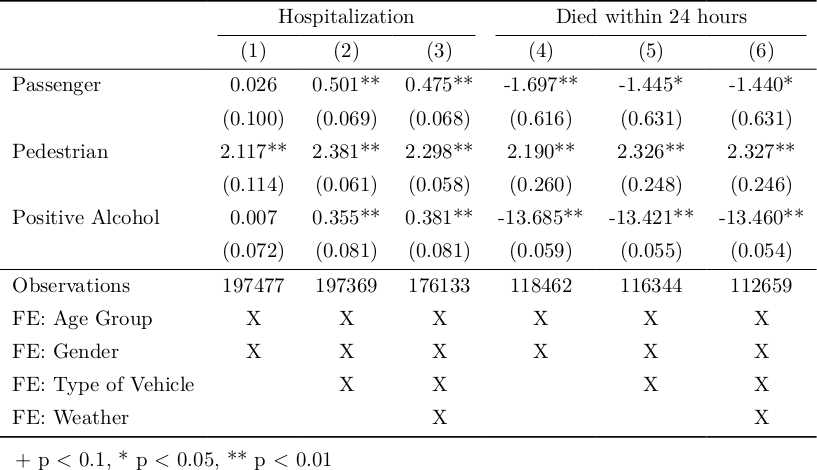 Hospitalization Died within 24 hours
(1) (2) (3) (4) (5) (6)
Passenger 0.026 0.501** 0.475** -1.697** -1.445* -1.440*
(0.100) (0.069) (0.068) (0.616) (0.631) (0.631)
Pedestrian 2.117** 2.381** 2.298** 2.190** 2.326** 2.327**
(0.114) (0.061) (0.058) (0.260) (0.248) (0.246)
Positive Alcohol 0.007 0.355** 0.381** -13.685** -13.421** -13.460**
(0.072) (0.081) (0.081) (0.059) (0.055) (0.054)
Observations 197477 197369 176133 118462 116344 112659
FE: Age Group X X X X X X
FE: Gender X X X X X X
FE: Type of Vehicle X X X X
FE: Weather X X
+ p < 0.1, * p < 0.05, ** p < 0.01